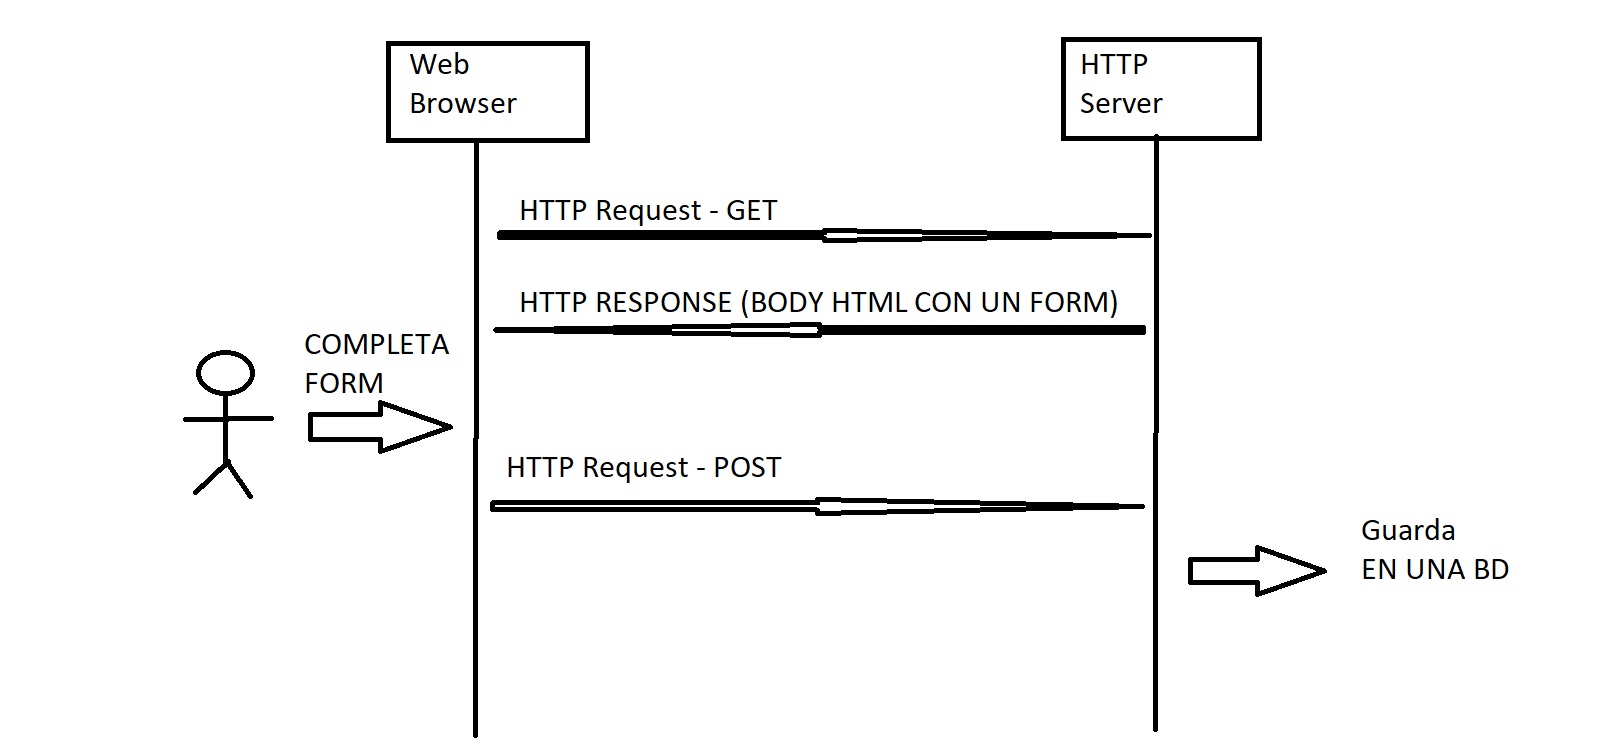 Web
Browser
HTTP
Server
HTTP Request - GET
HTTP RESPONSE (BODY HTML CON UN FORM)
COMPLETA
FORM
HTTP Request - POST
Guarda
EN UNA BD